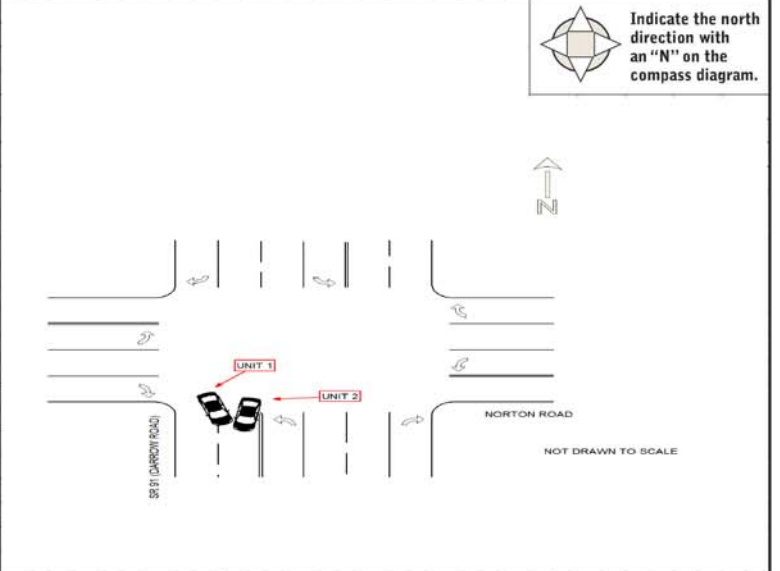 Indicate the north
direction with
an "N" on the
compass diagram.
N
UNIT 1
UNIT 2
NORTON ROAD
SR 91 (DARROW ROAD)
NOT DRAWN TO SCALE